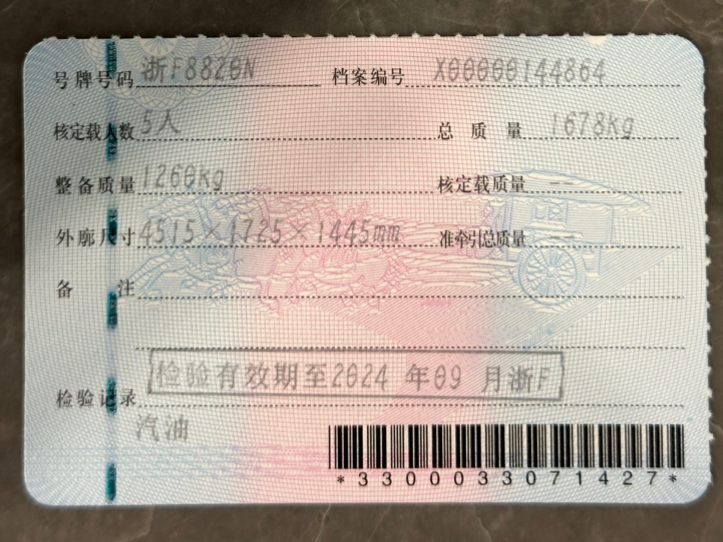 号牌号码 浙F8820N 档案编号 X00000144864
核定载人数 5人 总质量 1678kg
整备质量 1260kg 核定载质量 --
外廓尺寸 4515×1725×1445mm 准牵引总质量 --
备注
检验记录 检验有效期至2024 年09 月浙F
汽油
*3300033071427*